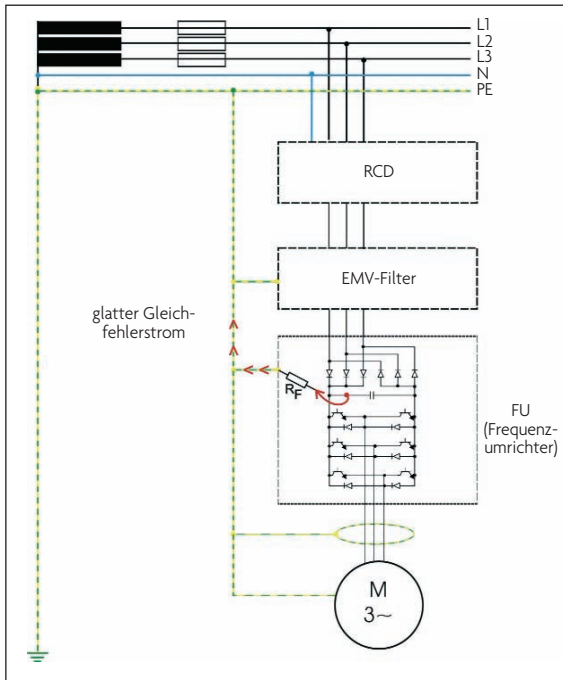 L1
L2
L3
N
PE
RCD
EMV-Filter
glatter Gleich-
fehlerstrom
RF
FU
(Frequenz-
umrichter)
M
3~